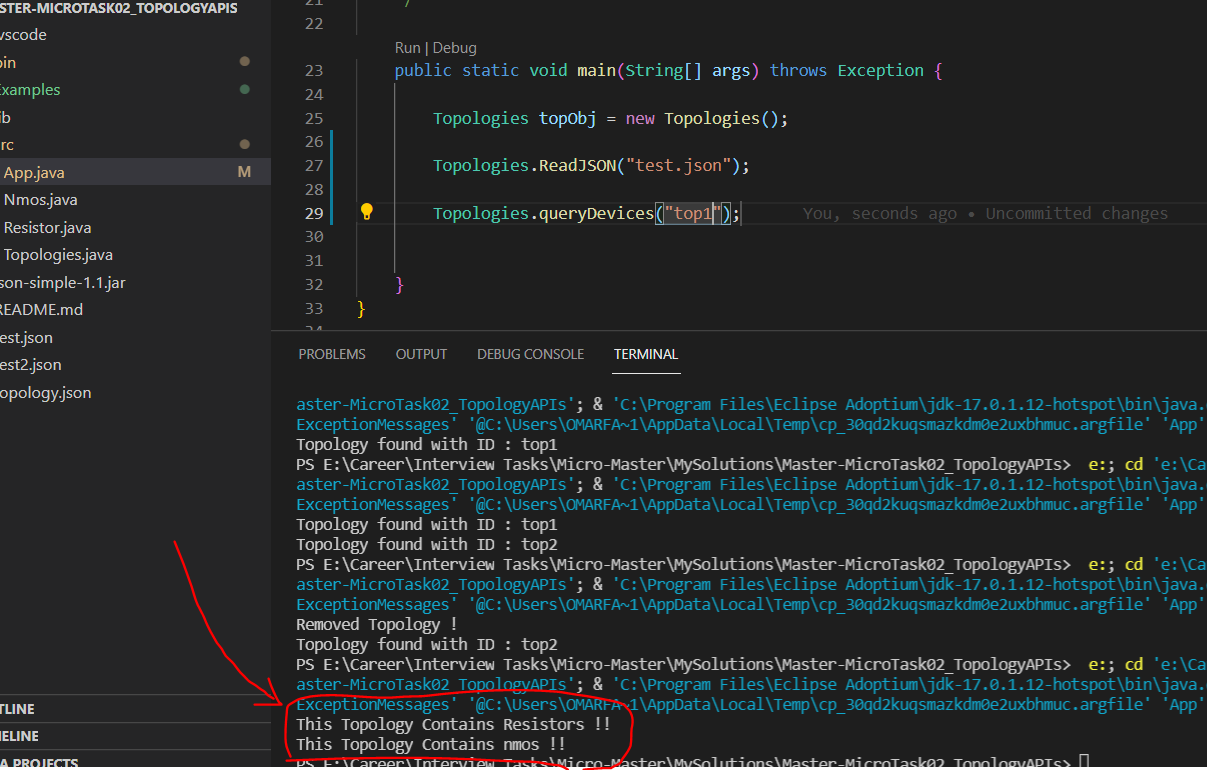 STER-MICROTASK02_TOPOLOGYAPIS
vscode
in
Examples
ib
rc
App.java M
Nmos.java
Resistor.java
Topologies.java
son-simple-1.1.jar
README.md
est.json
est2.json
opology.json
TLINE
MELINE
A PROJECTS
21 */
22
Run | Debug
23 public static void main(String[] args) throws Exception {
24
25 Topologies topObj = new Topologies();
26
27 Topologies.ReadJSON("test.json");
28
29 Topologies.queryDevices("top1"); You, seconds ago • Uncommitted changes
30
31
32 }
33 }
34
PROBLEMS OUTPUT DEBUG CONSOLE TERMINAL
aster-MicroTask02_TopologyAPIs'; & 'C:\Program Files\Eclipse Adoptium\jdk-17.0.1.12-hotspot\bin\java.
ExceptionMessages' '@C:\Users\OMARFA~1\AppData\Local\Temp\cp_30qd2kuqsmazkdm0e2uxbhmuc.argfile' 'App'
Topology found with ID : top1
PS E:\Career\Interview Tasks\Micro-Master\MySolutions\Master-MicroTask02_TopologyAPIs> e:; cd 'e:\Ca
aster-MicroTask02_TopologyAPIs'; & 'C:\Program Files\Eclipse Adoptium\jdk-17.0.1.12-hotspot\bin\java.
ExceptionMessages' '@C:\Users\OMARFA~1\AppData\Local\Temp\cp_30qd2kuqsmazkdm0e2uxbhmuc.argfile' 'App'
Topology found with ID : top1
Topology found with ID : top2
PS E:\Career\Interview Tasks\Micro-Master\MySolutions\Master-MicroTask02_TopologyAPIs> e:; cd 'e:\Ca
aster-MicroTask02_TopologyAPIs'; & 'C:\Program Files\Eclipse Adoptium\jdk-17.0.1.12-hotspot\bin\java.
ExceptionMessages' '@C:\Users\OMARFA~1\AppData\Local\Temp\cp_30qd2kuqsmazkdm0e2uxbhmuc.argfile' 'App'
Removed Topology !
Topology found with ID : top2
PS E:\Career\Interview Tasks\Micro-Master\MySolutions\Master-MicroTask02_TopologyAPIs> e:; cd 'e:\Ca
aster-MicroTask02_TopologyAPIs'; & 'C:\Program Files\Eclipse Adoptium\jdk-17.0.1.12-hotspot\bin\java.
ExceptionMessages' '@C:\Users\OMARFA~1\AppData\Local\Temp\cp_30qd2kuqsmazkdm0e2uxbhmuc.argfile' 'App'
This Topology Contains Resistors !!
This Topology Contains nmos !!
PS E:\Career\Interview Tasks\Micro-Master\MySolutions\Master-MicroTask02_TopologyAPIs>